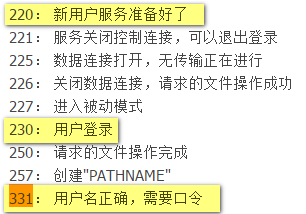 220: 新用户服务准备好了
221: 服务关闭控制连接，可以退出登录
225: 数据连接打开，无传输正在进行
226: 关闭数据连接，请求的文件操作成功
227: 进入被动模式
230: 用户登录
250: 请求的文件操作完成
257: 创建"PATHNAME"
331: 用户名正确，需要口令